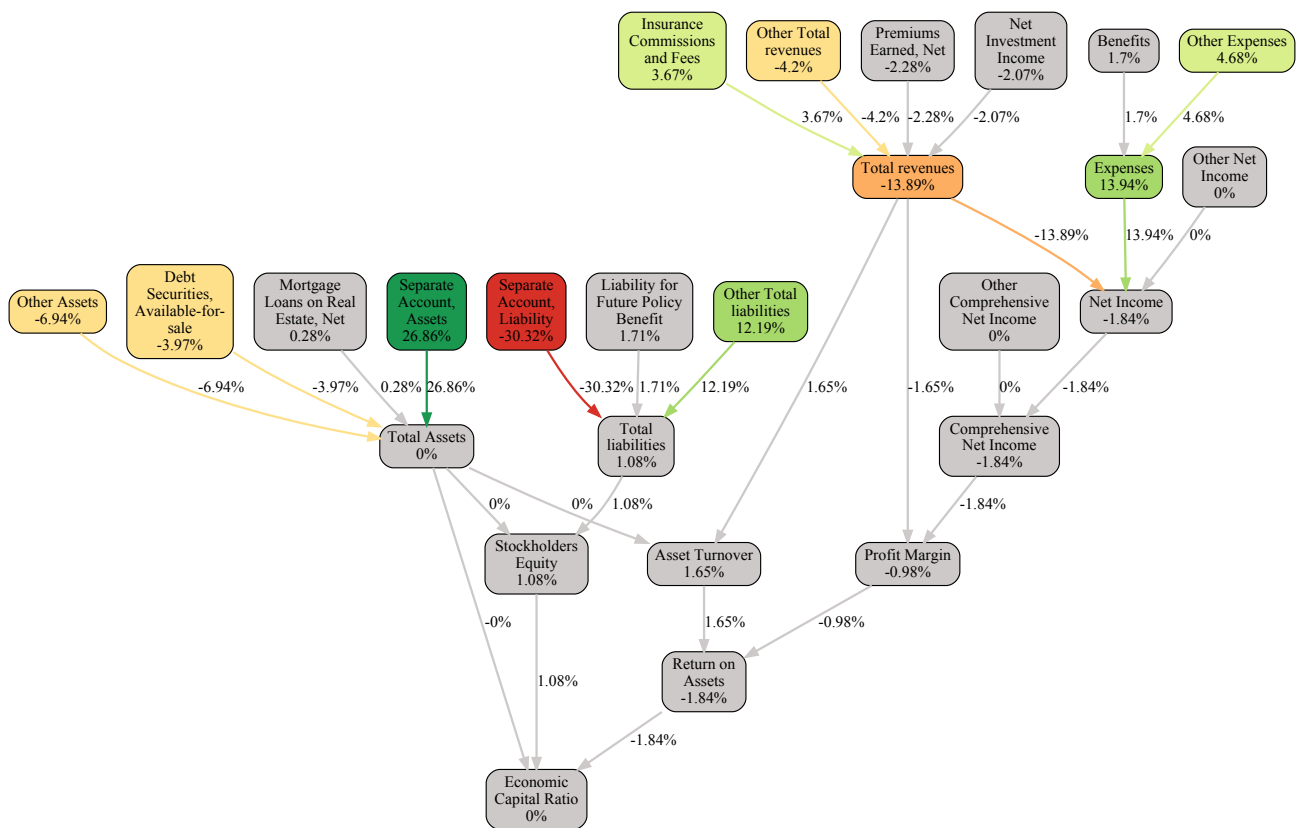 Insurance
Commissions
and Fees
3.67%
Other Total
revenues
-4.2%
Premiums
Earned, Net
-2.28%
Net
Investment
Income
-2.07%
Benefits
1.7%
Other Expenses
4.68%
3.67%
-4.2%
-2.28%
-2.07%
1.7%
4.68%
Total revenues
-13.89%
Expenses
13.94%
Other Net
Income
0%
-13.89%
13.94%
0%
Other Assets
-6.94%
Debt
Securities,
Available-for-
sale
-3.97%
Mortgage
Loans on Real
Estate, Net
0.28%
Separate
Account,
Assets
26.86%
Separate
Account,
Liability
-30.32%
Liability for
Future Policy
Benefit
1.71%
Other Total
liabilities
12.19%
Other
Comprehensive
Net Income
0%
Net Income
-1.84%
-6.94%
-3.97%
0.28%
26.86%
-30.32%
1.71%
12.19%
1.65%
-1.65%
0%
-1.84%
Total Assets
0%
Total
liabilities
1.08%
Comprehensive
Net Income
-1.84%
0%
1.08%
0%
-1.84%
Stockholders
Equity
1.08%
Asset Turnover
1.65%
Profit Margin
-0.98%
-0%
1.65%
-0.98%
1.08%
Return on
Assets
-1.84%
-1.84%
Economic
Capital Ratio
0%